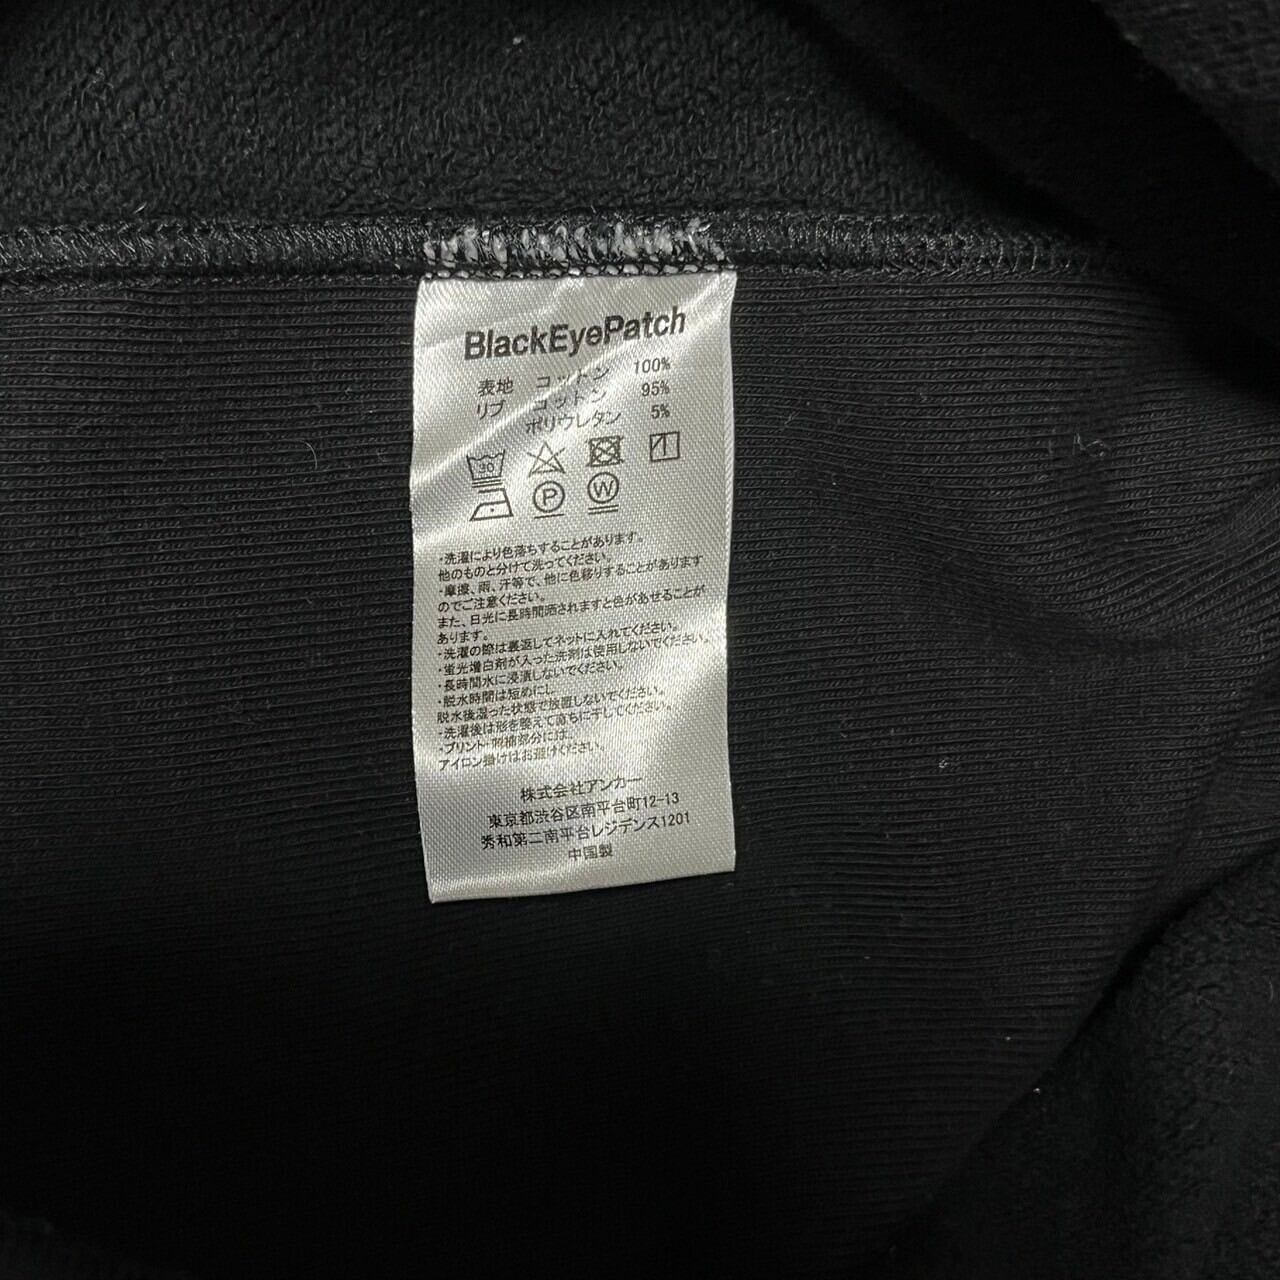 BlackEyePatch
表地 コットン 100%
リブ コットン 95%
ポリウレタン 5%
30
P W
・洗濯により色落ちすることがあります。
他のものと分けて洗ってください。
・摩擦、雨、汗等で、他に色移りすることがあります
のでご注意ください。
また、日光に長時間晒されますと色があせることが
あります。
・洗濯の際は裏返してネットに入れてください。
・蛍光増白剤が入った洗剤は使用しないでください。
・長時間水に浸漬しないでください。
・脱水時間は短めにし、
脱水後湿った状態で放置しないでください。
・洗濯後は形を整えて直ちに干してください。
・プリント・刺繍部分には、
アイロン掛けはお避けください。
株式会社アンカー
東京都渋谷区南平台町12-13
秀和第二南平台レジデンス1201
中国製